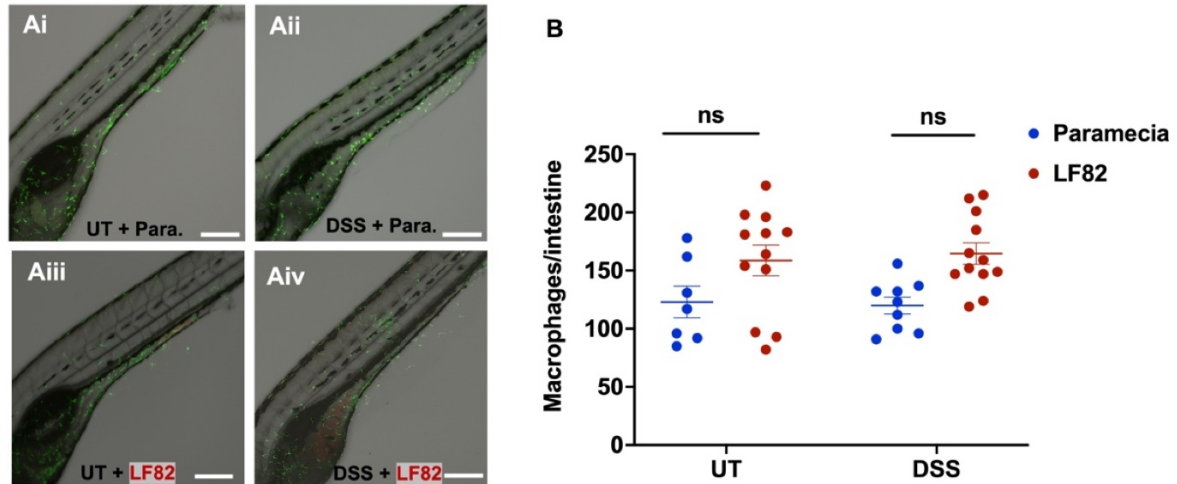 Ai
UT + Para.
Aii
DSS + Para.
Aiii
UT + LF82
Aiv
DSS + LF82
B
ns
ns
Paramecia
LF82
Macrophages/intestine
250
200
150
100
50
0
UT
DSS